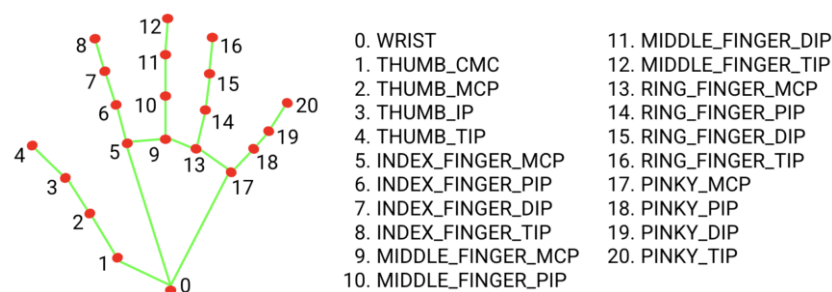 12
8
16
11
7
15
10
20
6
14
19
4
5
9
13
18
3
17
2
1
0
0. WRIST
1. THUMB_CMC
2. THUMB_MCP
3. THUMB_IP
4. THUMB_TIP
5. INDEX_FINGER_MCP
6. INDEX_FINGER_PIP
7. INDEX_FINGER_DIP
8. INDEX_FINGER_TIP
9. MIDDLE_FINGER_MCP
10. MIDDLE_FINGER_PIP
11. MIDDLE_FINGER_DIP
12. MIDDLE_FINGER_TIP
13. RING_FINGER_MCP
14. RING_FINGER_PIP
15. RING_FINGER_DIP
16. RING_FINGER_TIP
17. PINKY_MCP
18. PINKY_PIP
19. PINKY_DIP
20. PINKY_TIP